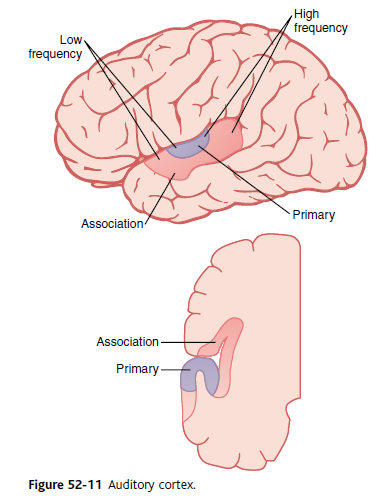 High
frequency
Low
frequency
Association
Primary
Association
Primary
Figure 52-11 Auditory cortex.